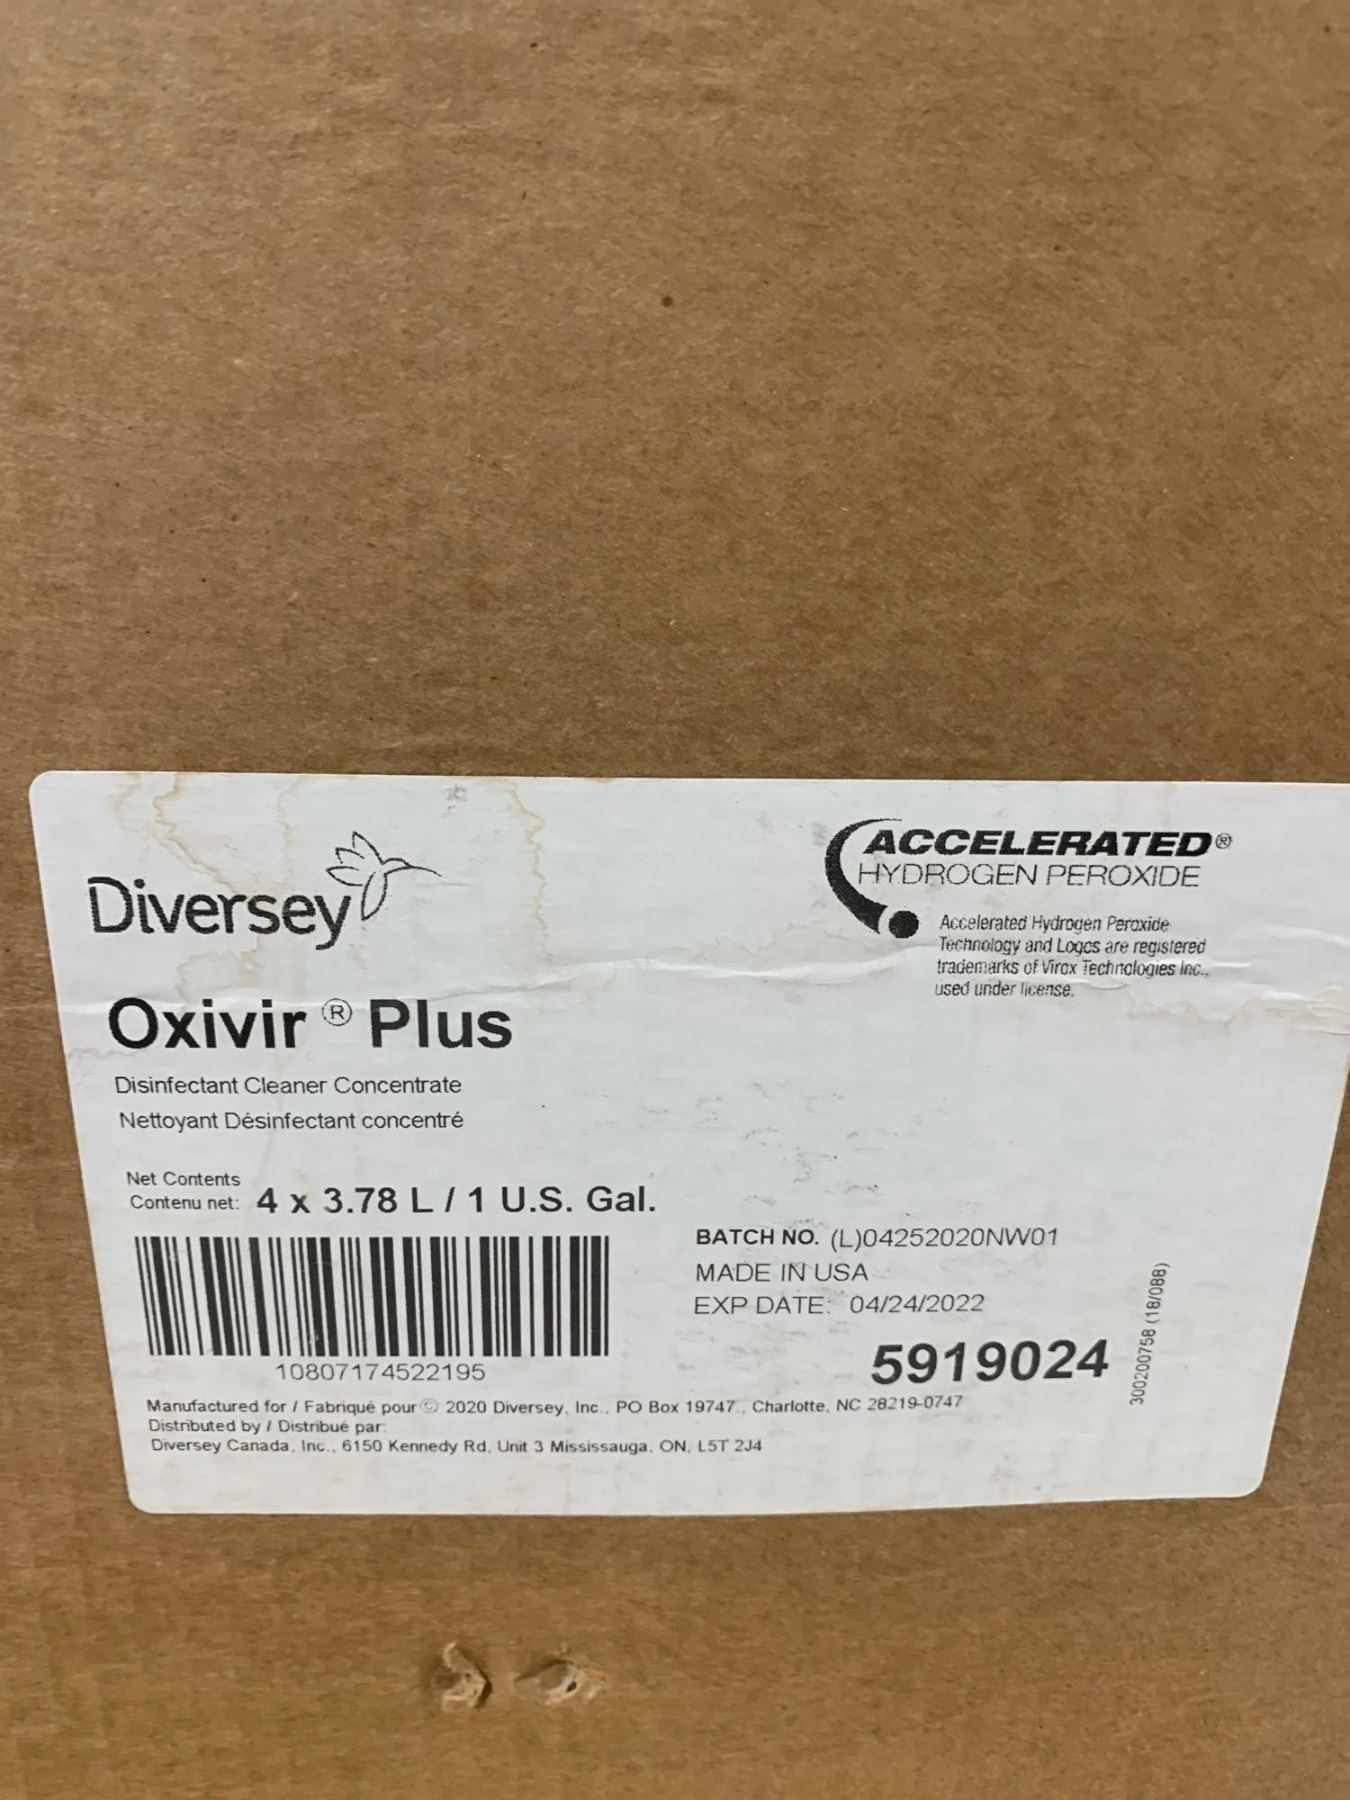 Diversey
ACCELERATED®
HYDROGEN PEROXIDE
Accelerated Hydrogen Peroxide
Technology and Logos are registered
trademarks of Virox Technologies Inc.,
used under license.
Oxivir® Plus
Disinfectant Cleaner Concentrate
Nettoyant Désinfectant concentré
Net Contents
Contenu net: 4 x 3.78 L / 1 U.S. Gal.
BATCH NO. (L)04252020NW01
MADE IN USA
EXP DATE: 04/24/2022
5919024
300200758 (18/088)
10807174522195
Manufactured for / Fabriqué pour © 2020 Diversey, Inc., PO Box 19747., Charlotte, NC 28219-0747
Distributed by / Distribué par:
Diversey Canada, Inc., 6150 Kennedy Rd, Unit 3 Mississauga, ON, L5T 2J4